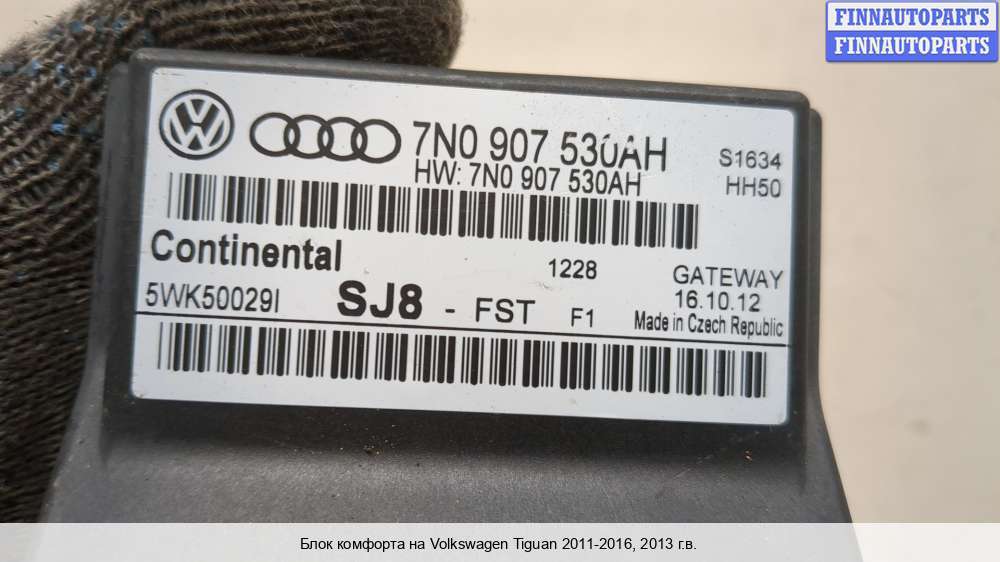 FINNAUTOPARTS
FINNAUTOPARTS
7N0 907 530AH
HW: 7N0 907 530AH
S1634
HH50
Continental
1228
GATEWAY
5WK50029I
SJ8 - FST F1
16.10.12
Made in Czech Republic
Блок комфорта на Volkswagen Tiguan 2011-2016, 2013 г.в.